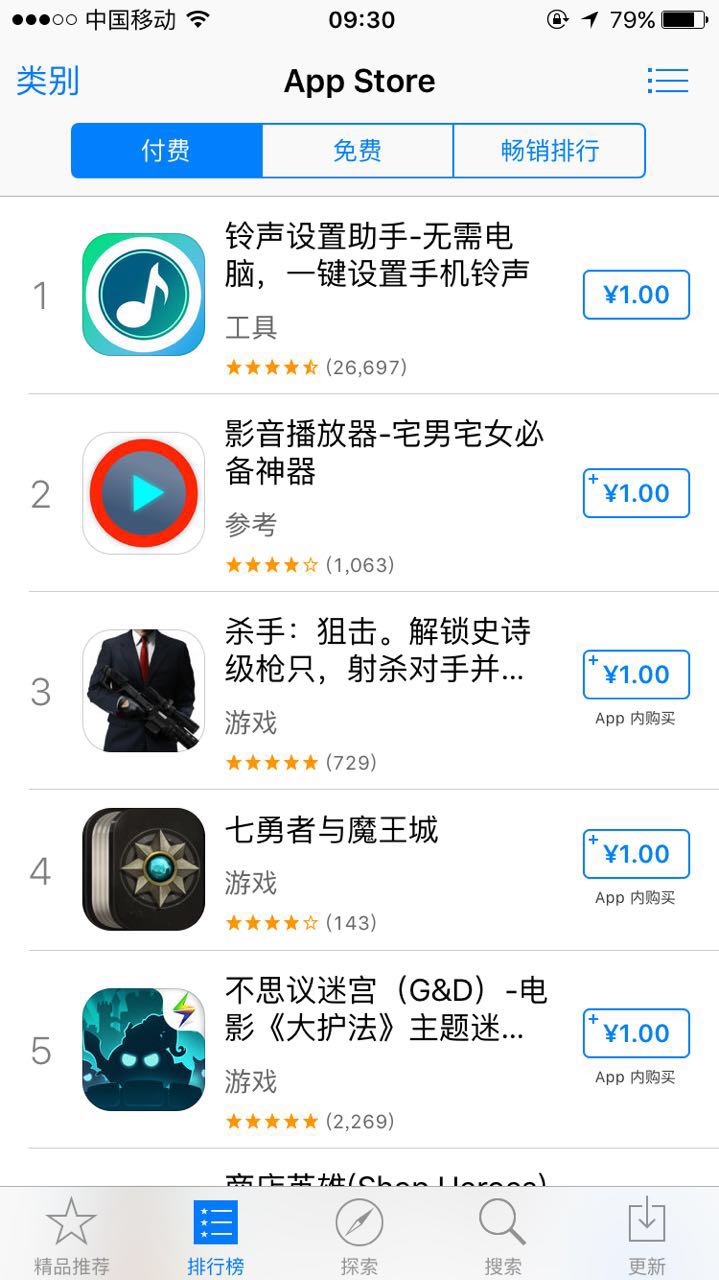 中国移动 09:30 79%
类别 App Store
付费 免费 畅销排行
1
铃声设置助手-无需电
脑，一键设置手机铃声
¥1.00
工具
(26,697)
2
影音播放器-宅男宅女必
备神器
+ ¥1.00
参考
(1,063)
3
杀手：狙击。解锁史诗
级枪只，射杀对手并...
+ ¥1.00
App 内购买
游戏
(729)
4
七勇者与魔王城
+ ¥1.00
App 内购买
游戏
(143)
5
不思议迷宫（G&D）-电
影《大护法》主题迷...
+ ¥1.00
App 内购买
游戏
(2,269)
商店英雄(Shop Heroes)
精品推荐 排行榜 探索 搜索 更新